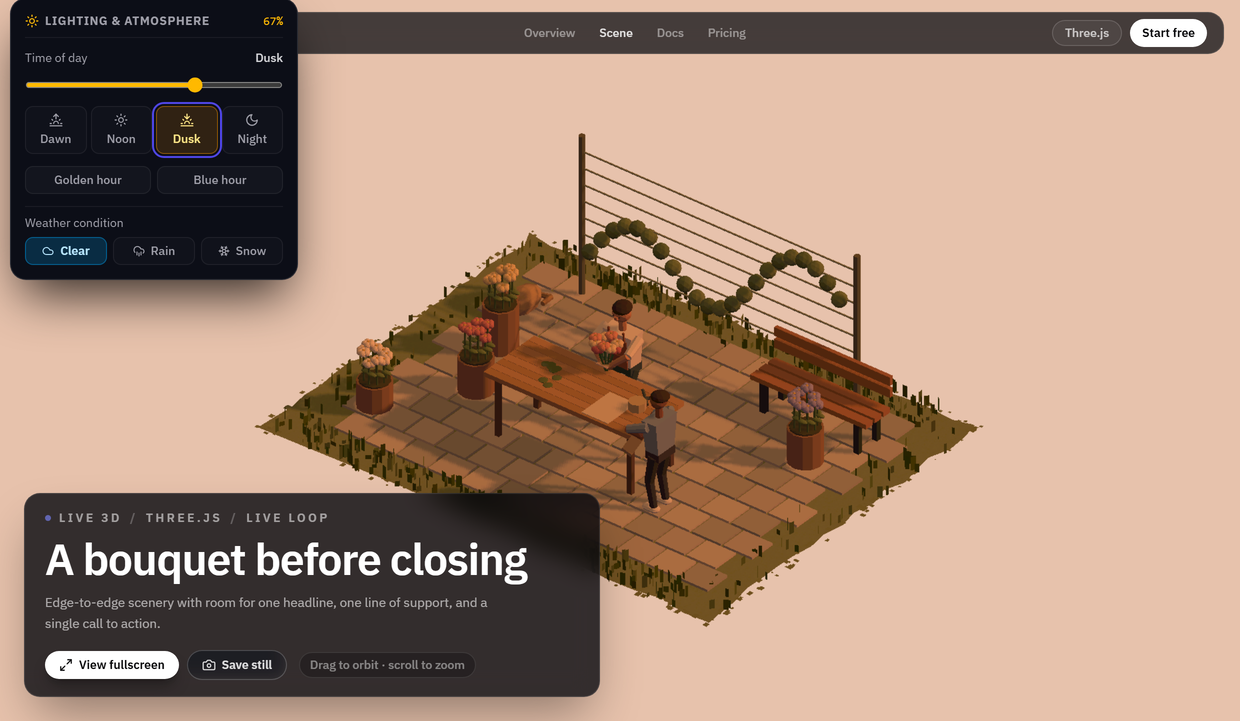 LIGHTING & ATMOSPHERE 67%
Time of day Dusk
Dawn Noon Dusk Night
Golden hour Blue hour
Weather condition
Clear Rain Snow
Overview Scene Docs Pricing
Three.js Start free
LIVE 3D / THREE.JS / LIVE LOOP
A bouquet before closing
Edge-to-edge scenery with room for one headline, one line of support, and a
single call to action.
View fullscreen Save still Drag to orbit · scroll to zoom